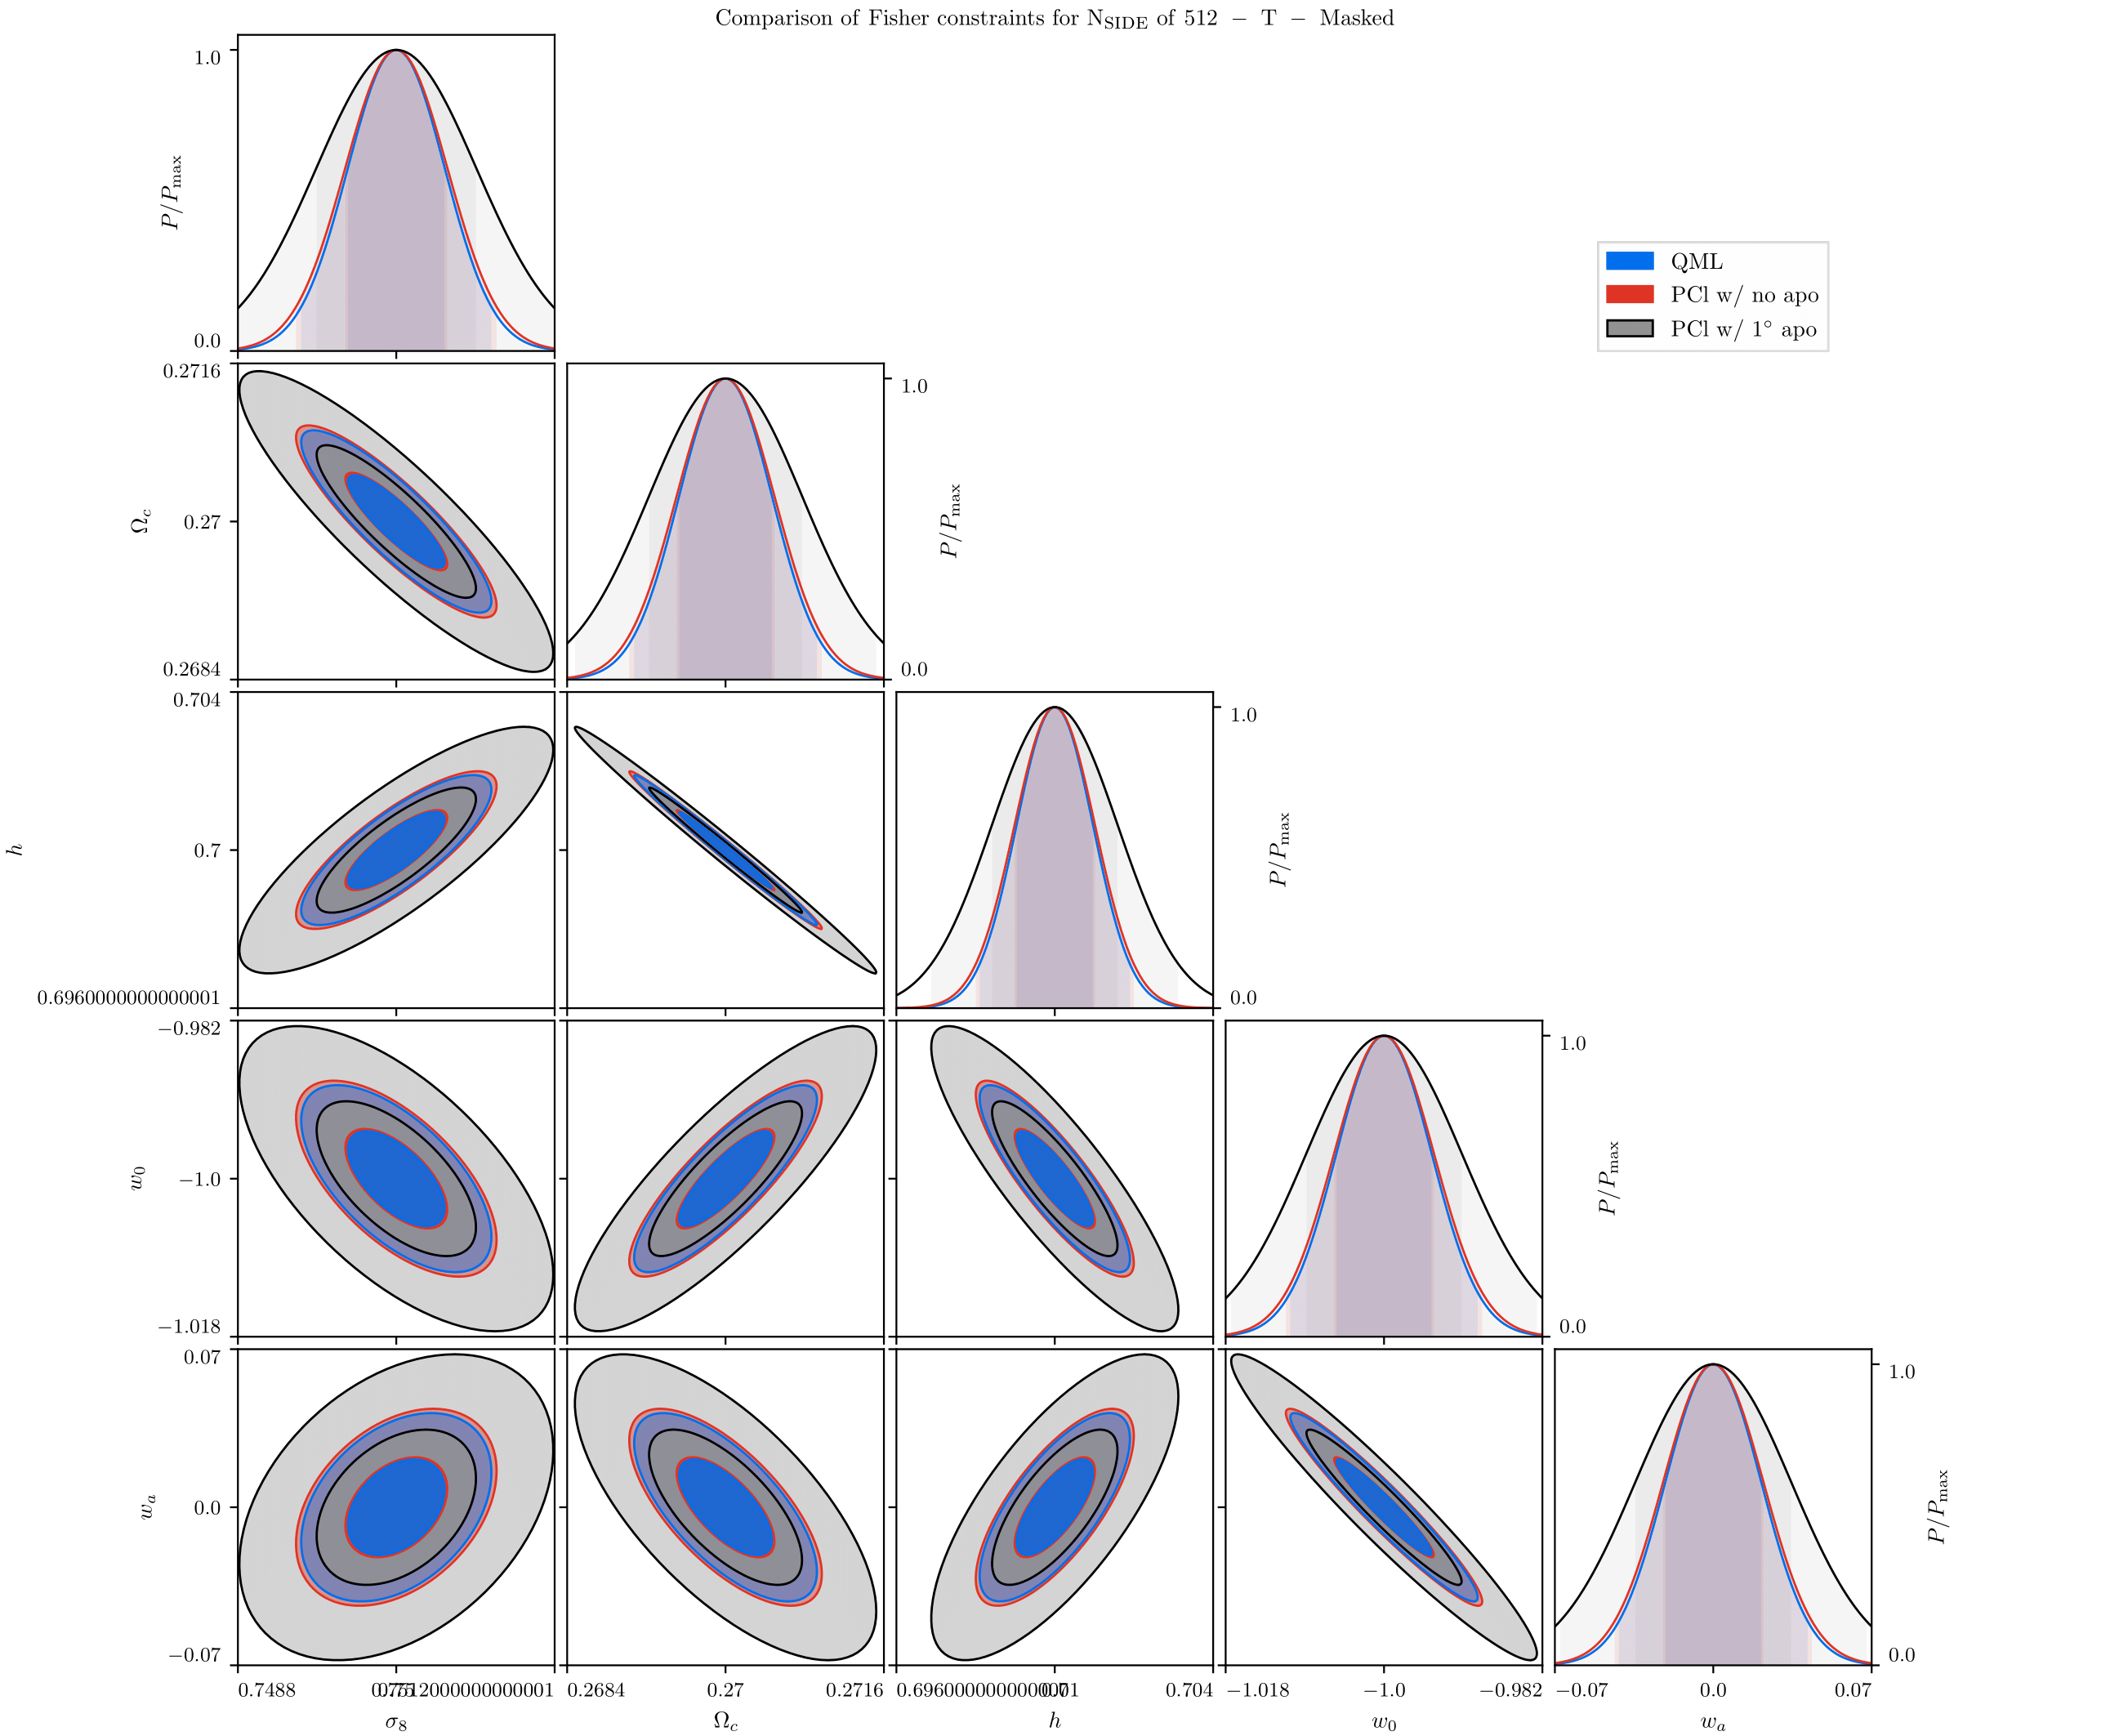 Comparison of Fisher constraints for N_SIDE of 512 − T − Masked
1.0
P/P_max
0.0
QML
PCl w/ no apo
PCl w/ 1° apo
0.2716
Ω_c
0.27
0.2684
1.0
P/P_max
0.0
0.704
h
0.7
0.6960000000000001
1.0
P/P_max
0.0
−0.982
w_0
−1.0
−1.018
1.0
P/P_max
0.0
0.07
w_a
0.0
−0.07
1.0
P/P_max
0.0
0.7488 0.2684 0.27 0.2716 0.6960000000000001 0.7 0.704 −1.018 −1.0 −0.982 −0.07 0.0 0.07
σ_8 Ω_c h w_0 w_a